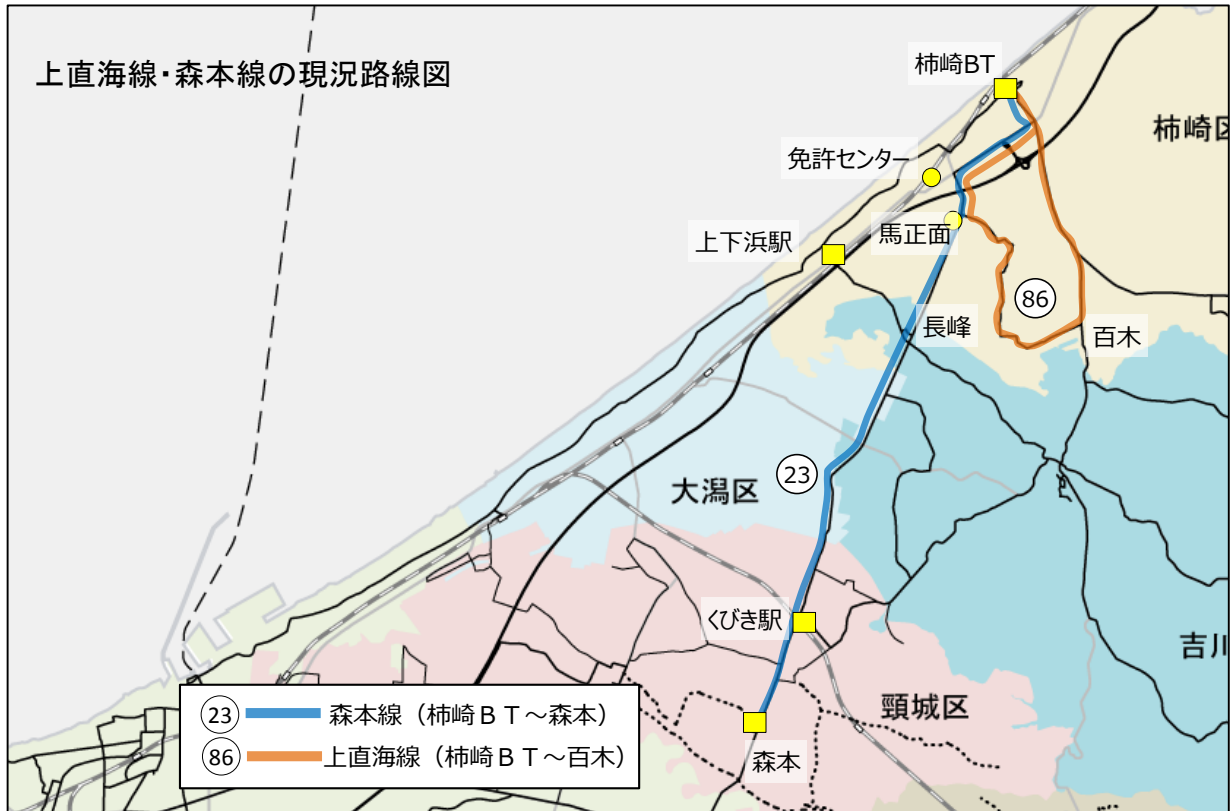 上直海線・森本線の現況路線図
柿崎BT
柿崎区
免許センター
馬正面
上下浜駅
86
長峰
百木
23
大潟区
くびき駅
吉川
頸城区
森本
23 森本線（柿崎ＢＴ～森本）
86 上直海線（柿崎ＢＴ～百木）